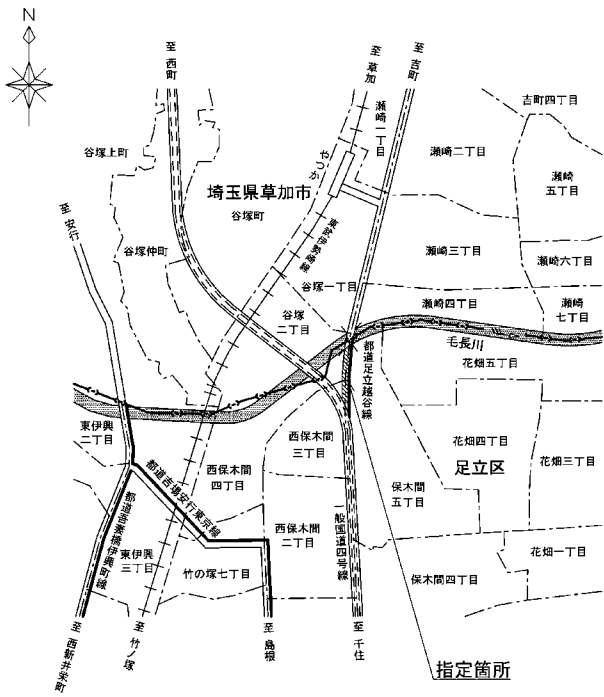 N
至西町
至草加
至吉町
吉町四丁目
瀬崎一丁目
瀬崎二丁目
瀬崎五丁目
谷塚上町
やつか
埼玉県草加市
谷塚町
至安行
東武伊勢崎線
谷塚仲町
瀬崎三丁目
瀬崎六丁目
谷塚一丁目
谷塚二丁目
瀬崎四丁目
瀬崎七丁目
毛長川
都道足立越谷線
花畑五丁目
東伊興二丁目
西保木間三丁目
花畑四丁目
西保木間四丁目
足立区
花畑三丁目
都道吉場安行東京線
保木間五丁目
都道吾妻橋伊興町線
一般国道四号線
西保木間二丁目
東伊興三丁目
花畑一丁目
竹の塚七丁目
保木間四丁目
至西新井栄町
至竹ノ塚
至島根
至千住
指定箇所